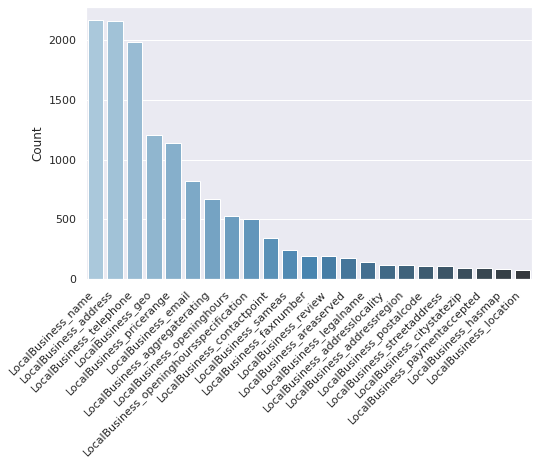 2000
1500
1000
500
0
Count
LocalBusiness_name
LocalBusiness_address
LocalBusiness_telephone
LocalBusiness_geo
LocalBusiness_pricerange
LocalBusiness_email
LocalBusiness_aggregaterating
LocalBusiness_openinghours
LocalBusiness_openinghoursspecification
LocalBusiness_contactpoint
LocalBusiness_sameas
LocalBusiness_faxnumber
LocalBusiness_review
LocalBusiness_areaserved
LocalBusiness_legalname
LocalBusiness_addresslocality
LocalBusiness_addressregion
LocalBusiness_postalcode
LocalBusiness_streetaddress
LocalBusiness_citystatezip
LocalBusiness_paymentaccepted
LocalBusiness_hasmap
LocalBusiness_location